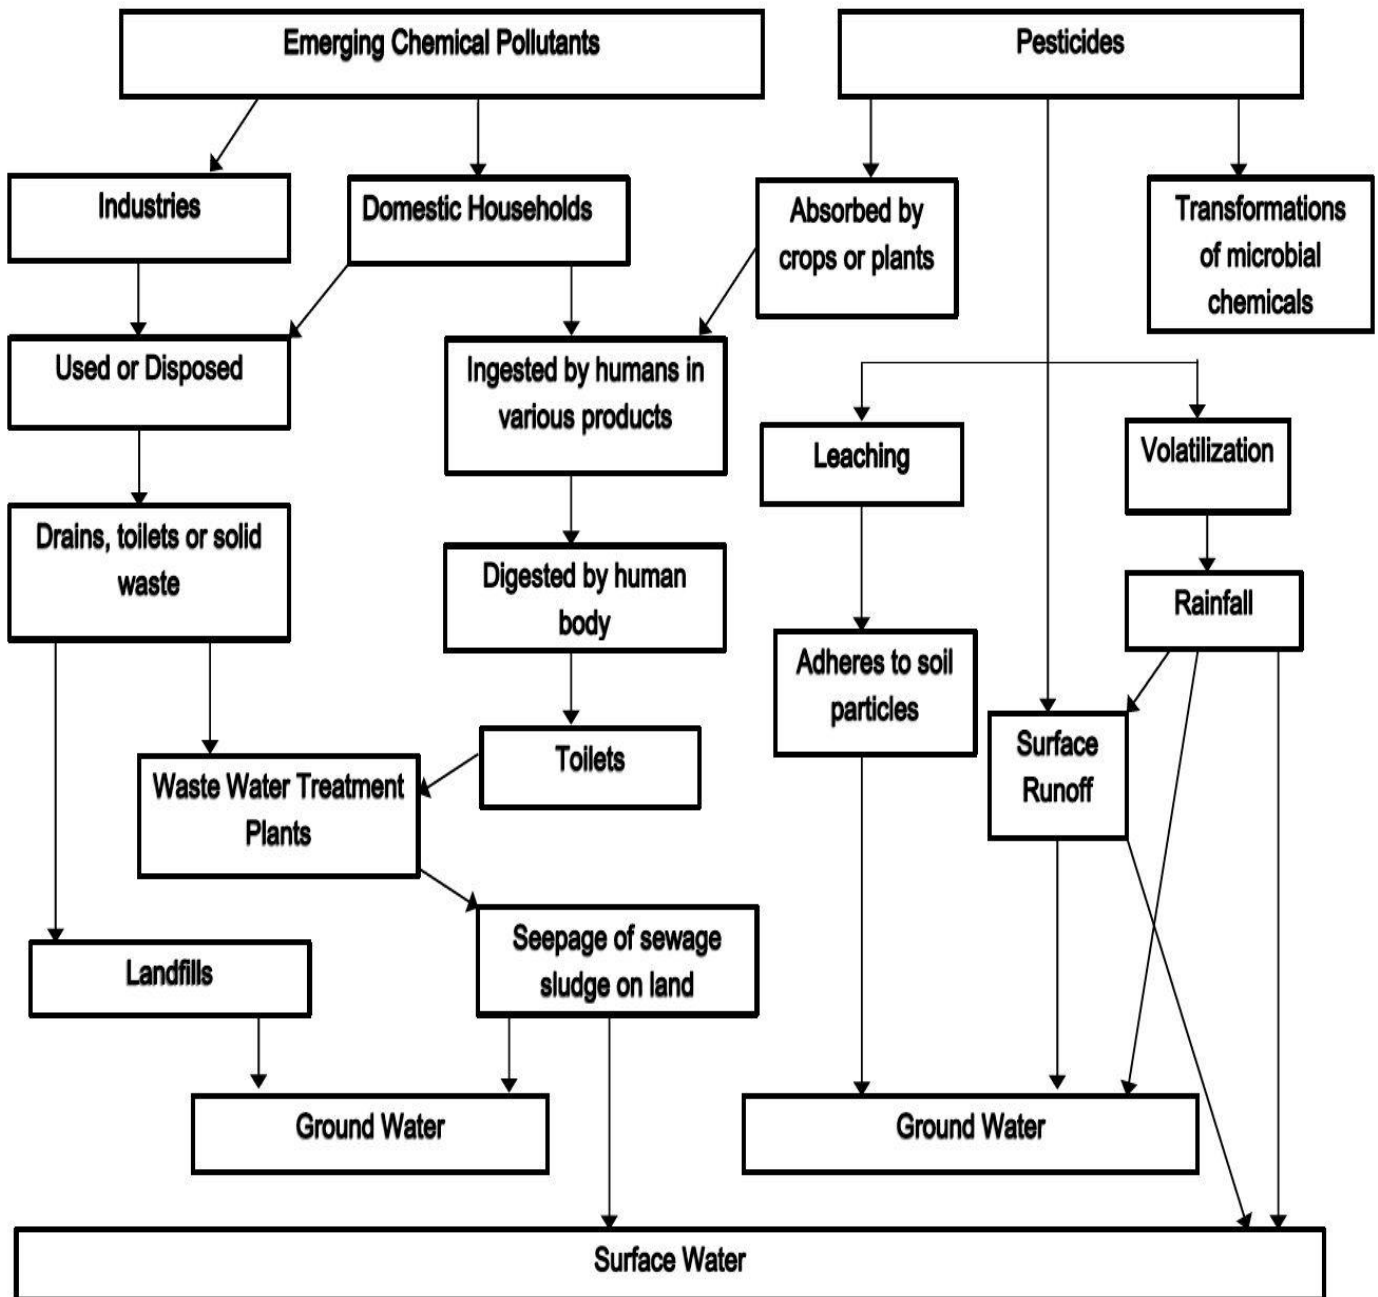 Emerging Chemical Pollutants
Pesticides
Industries
Domestic Households
Absorbed by
crops or plants
Transformations
of microbial
chemicals
Used or Disposed
Ingested by humans in
various products
Leaching
Volatilization
Drains, toilets or solid
waste
Digested by human
body
Rainfall
Adheres to soil
particles
Surface
Runoff
Toilets
Waste Water Treatment
Plants
Seepage of sewage
sludge on land
Landfills
Ground Water
Ground Water
Surface Water